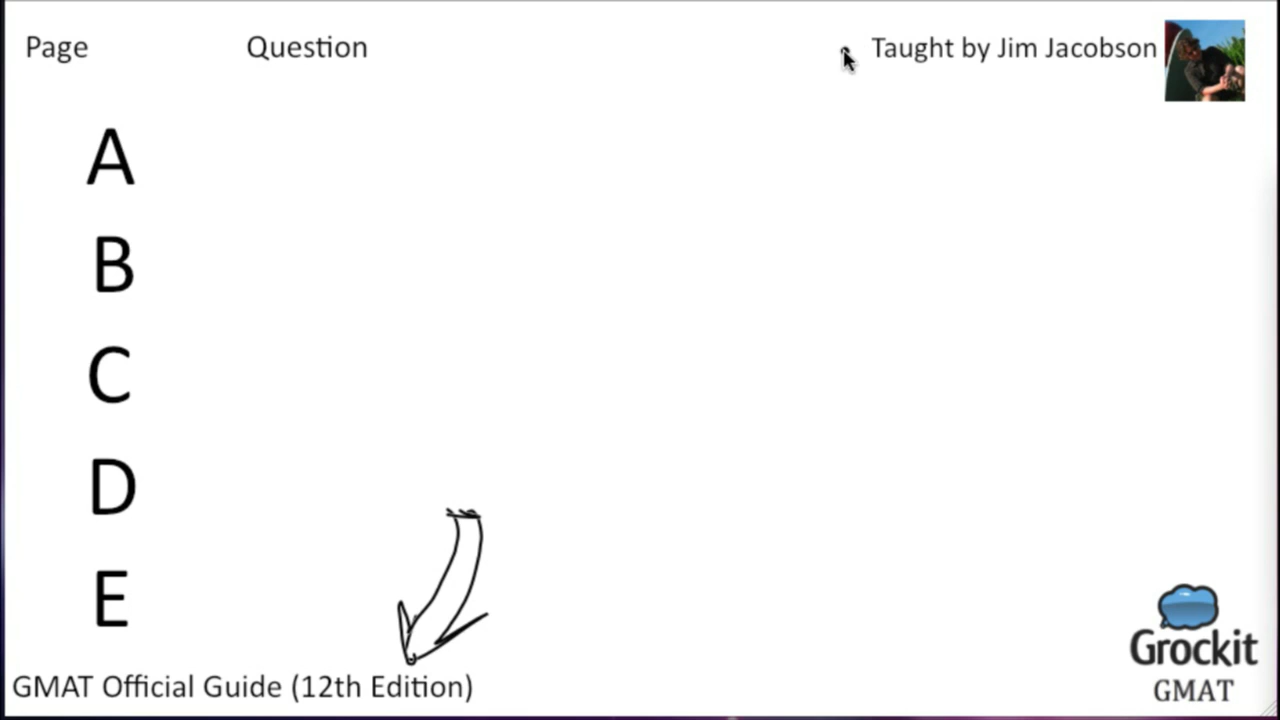 Page Question Taught by Jim Jacobson
A
B
C
D
E
GMAT Official Guide (12th Edition)
Grockit
GMAT